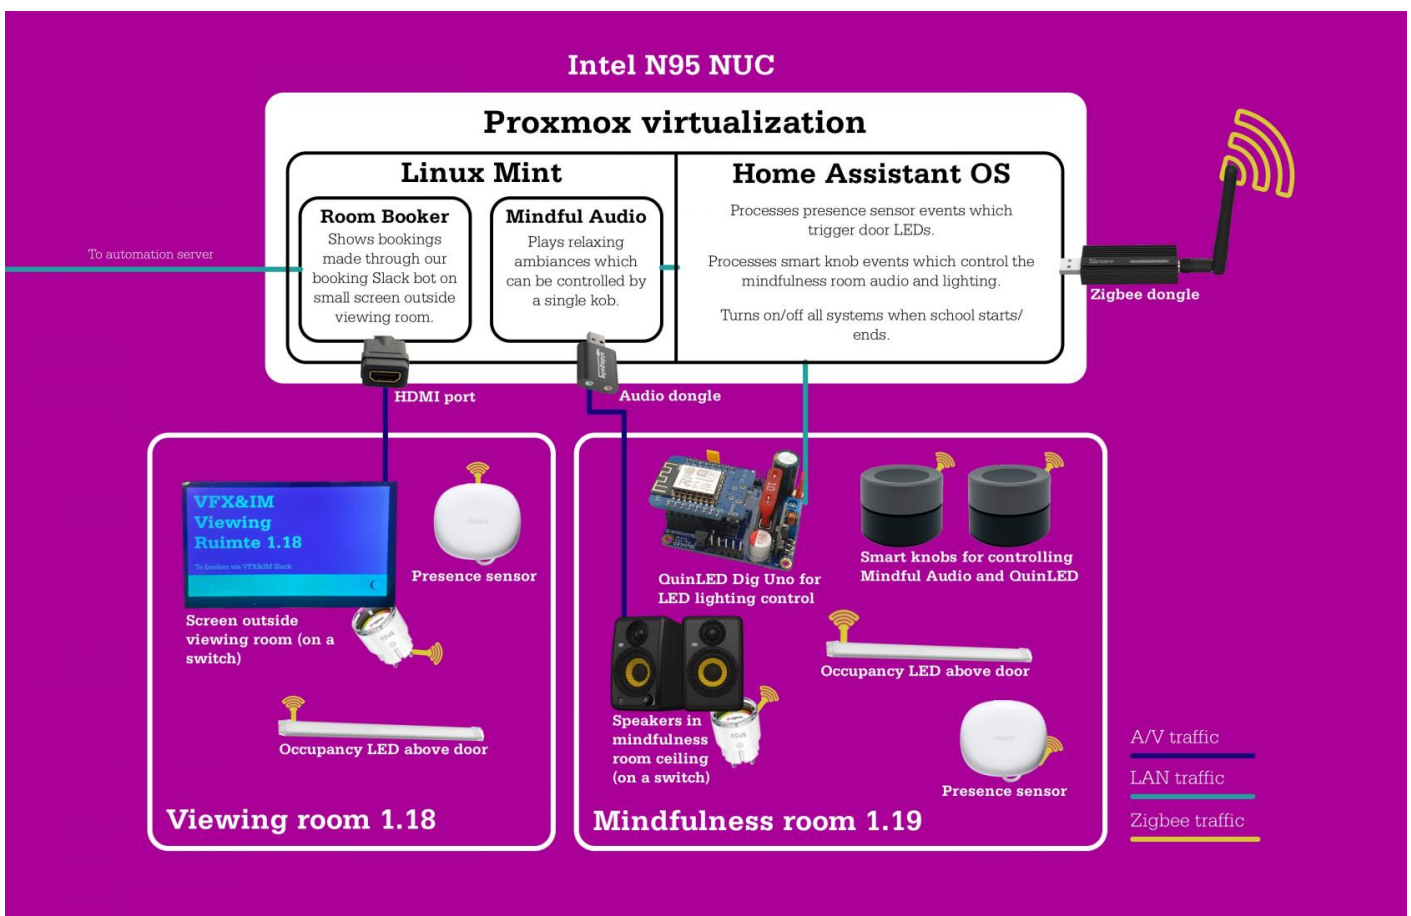 Intel N95 NUC
Proxmox virtualization
Linux Mint
Home Assistant OS
Room Booker
Shows bookings
made through our
booking Slack bot on
small screen outside
viewing room.
Mindful Audio
Plays relaxing
ambiances which
can be controlled by
a single kob.
Processes presence sensor events which
trigger door LEDs.
Processes smart knob events which control the
mindfulness room audio and lighting.
Turns on/off all systems when school starts/
ends.
To automation server
Zigbee dongle
HDMI port
Audio dongle
VFX&IM
Viewing
Ruimte 1.18
To boeken via VFX&IM Slack
Presence sensor
Screen outside
viewing room (on a
switch)
Occupancy LED above door
Viewing room 1.18
QuinLED Dig Uno for
LED lighting control
Smart knobs for controlling
Mindful Audio and QuinLED
Occupancy LED above door
Speakers in
mindfulness
room ceiling
(on a switch)
Presence sensor
Mindfulness room 1.19
A/V traffic
LAN traffic
Zigbee traffic